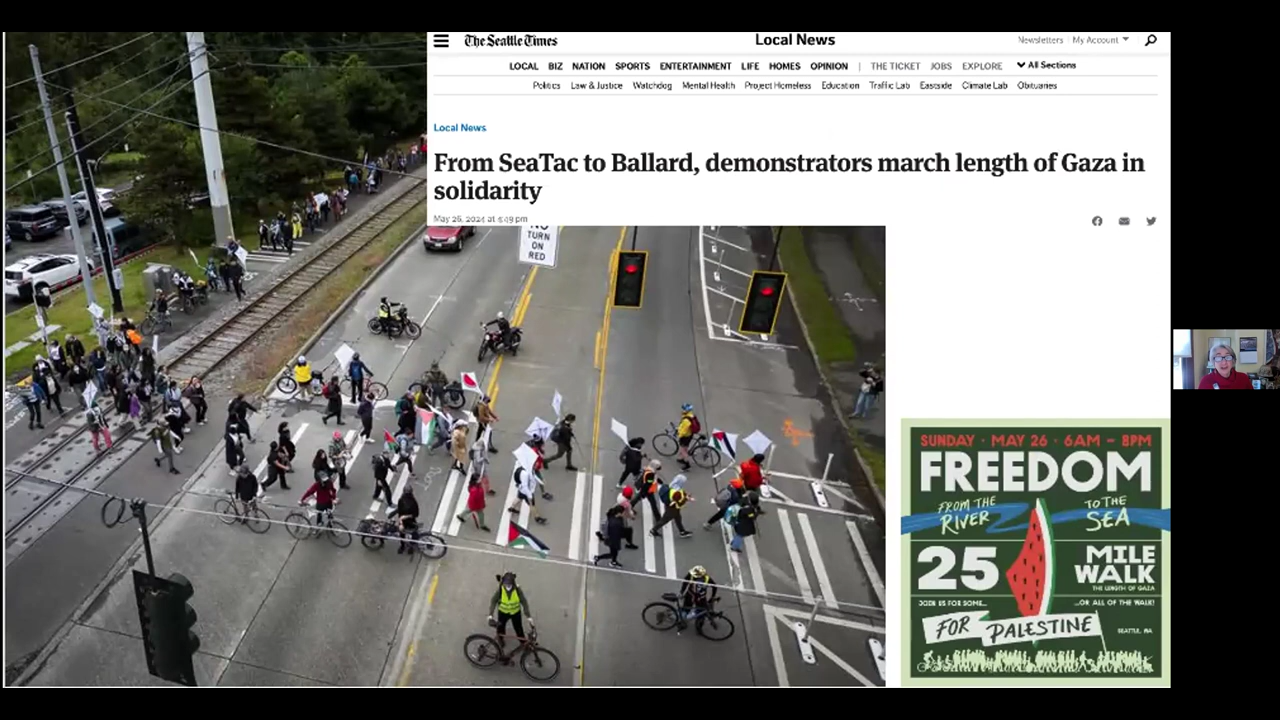 The Seattle Times
Local News
Newsletters | My Account
LOCAL BIZ NATION SPORTS ENTERTAINMENT LIFE HOMES OPINION | THE TICKET JOBS EXPLORE All Sections
Politics Law & Justice Watchdog Mental Health Project Homeless Education Traffic Lab Eastside Climate Lab Obituaries
Local News
From SeaTac to Ballard, demonstrators march length of Gaza in
solidarity
May 26, 2024 at 4:49 pm
NO
TURN
ON
RED
SUNDAY · MAY 26 · 6AM - 8PM
FREEDOM
FROM THE
RIVER
TO THE
SEA
25
MILE
WALK
THE LENGTH OF GAZA
JOIN US FOR SOME...
...OR ALL OF THE WALK!
FOR PALESTINE
SEATTLE, WA